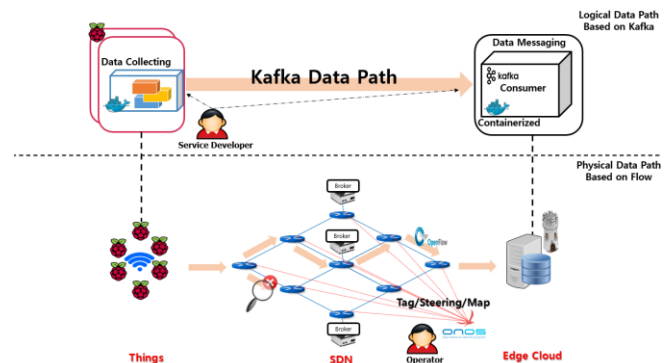 Logical Data Path
Based on Kafka
Data Collecting
Kafka Data Path
Data Messaging
kafka
Consumer
Containerized
Service Developer
Physical Data Path
Based on Flow
Broker
Broker
OpenFlow
Tag/Steering/Map
Broker
onos
Things
SDN
Operator
Edge Cloud